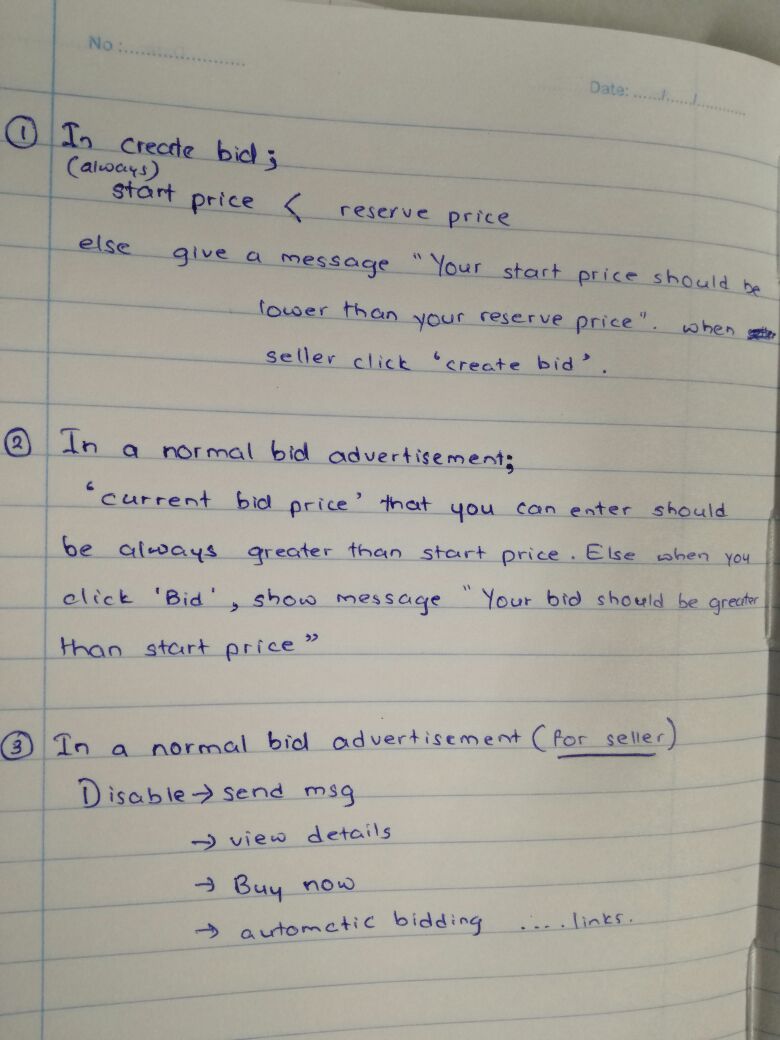 No :......................
Date: ....../....../............
① In create bid ;
(always)
start price < reserve price
else give a message "Your start price should be
lower than your reserve price". when
seller click 'create bid'.
② In a normal bid advertisement;
'current bid price' that you can enter should
be always greater than start price. Else when you
click 'Bid', show message "Your bid should be greater
than start price"
③ In a normal bid advertisement (for seller)
Disable → send msg
→ view details
→ Buy now
→ automatic bidding ....links.